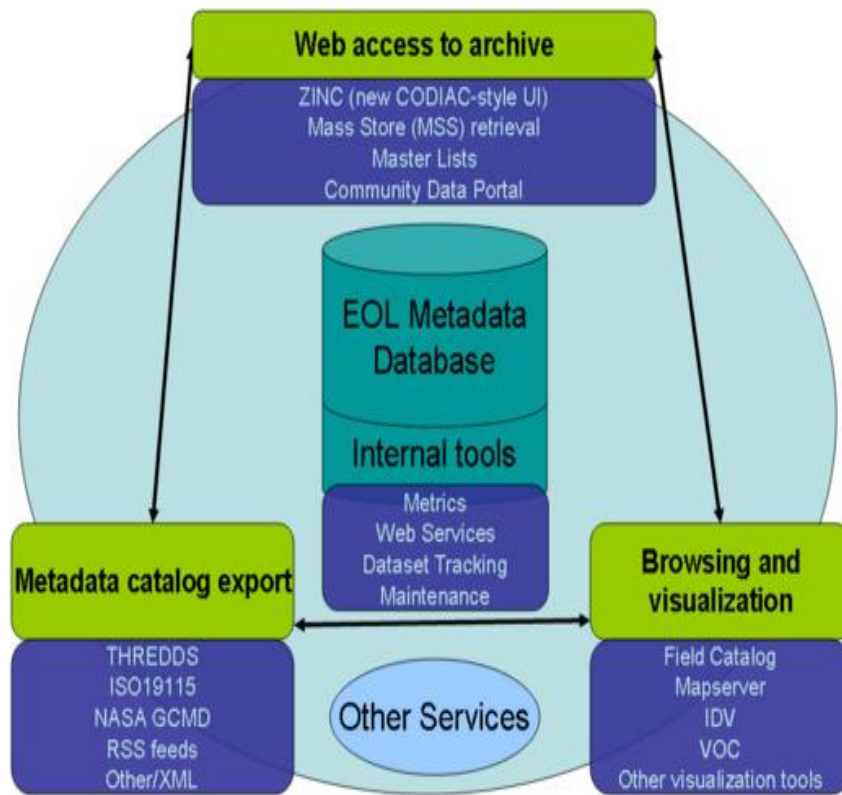 Web access to archive
ZINC (new CODIAC-style UI)
Mass Store (MSS) retrieval
Master Lists
Community Data Portal
EOL Metadata
Database
Internal tools
Metrics
Web Services
Dataset Tracking
Maintenance
Metadata catalog export
THREDDS
ISO19115
NASA GCMD
RSS feeds
Other/XML
Other Services
Browsing and
visualization
Field Catalog
Mapserver
IDV
VOC
Other visualization tools